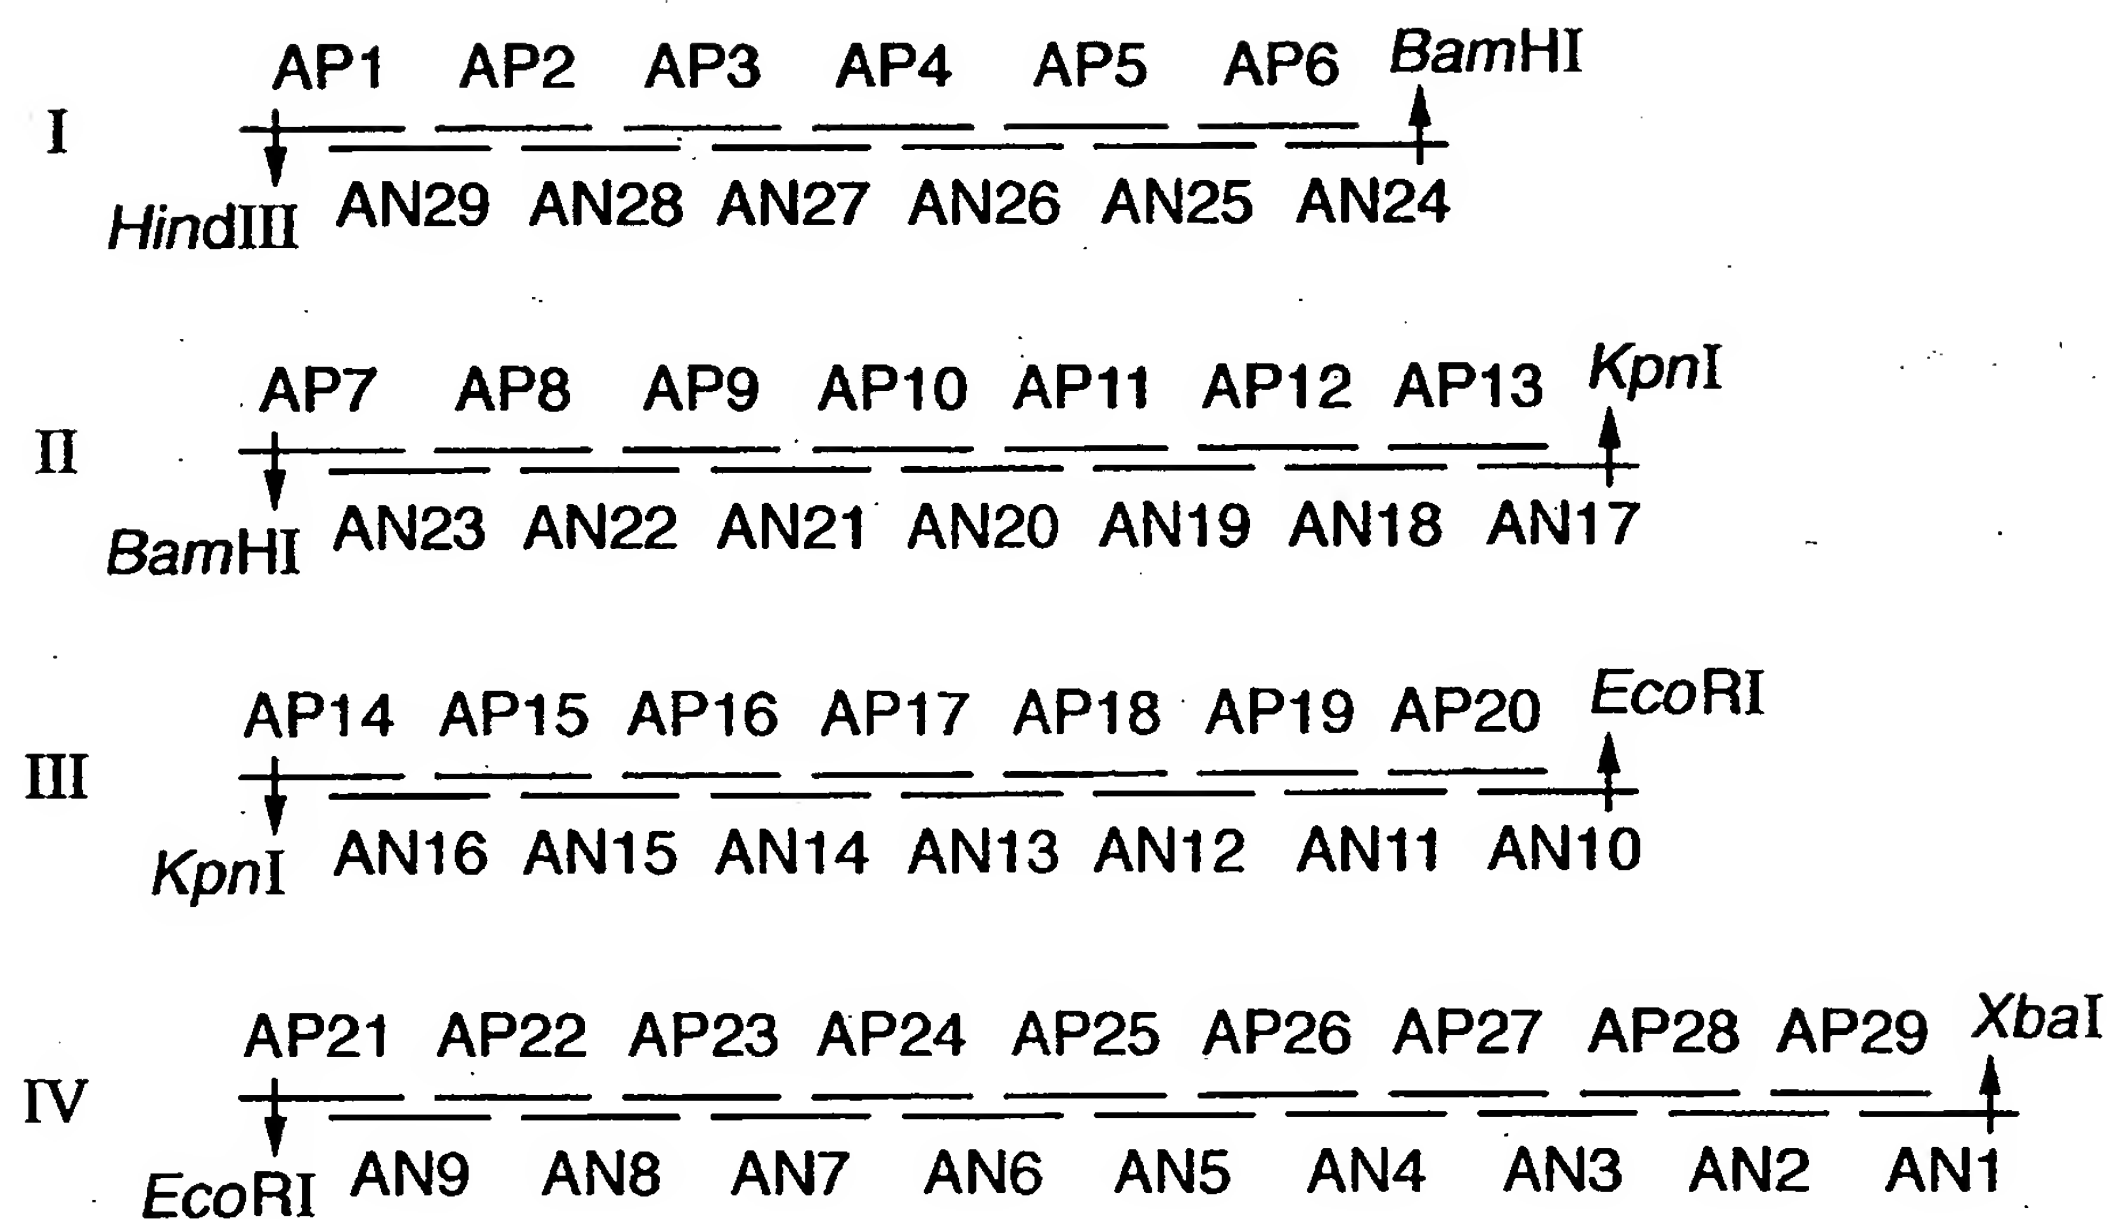 AP1 AP2 AP3 AP4 AP5 AP6 BamHI
I
HindIII AN29 AN28 AN27 AN26 AN25 AN24
AP7 AP8 AP9 AP10 AP11 AP12 AP13 KpnI
II
BamHI AN23 AN22 AN21 AN20 AN19 AN18 AN17
AP14 AP15 AP16 AP17 AP18 AP19 AP20 EcoRI
III
KpnI AN16 AN15 AN14 AN13 AN12 AN11 AN10
AP21 AP22 AP23 AP24 AP25 AP26 AP27 AP28 AP29 XbaI
IV
EcoRI AN9 AN8 AN7 AN6 AN5 AN4 AN3 AN2 AN1